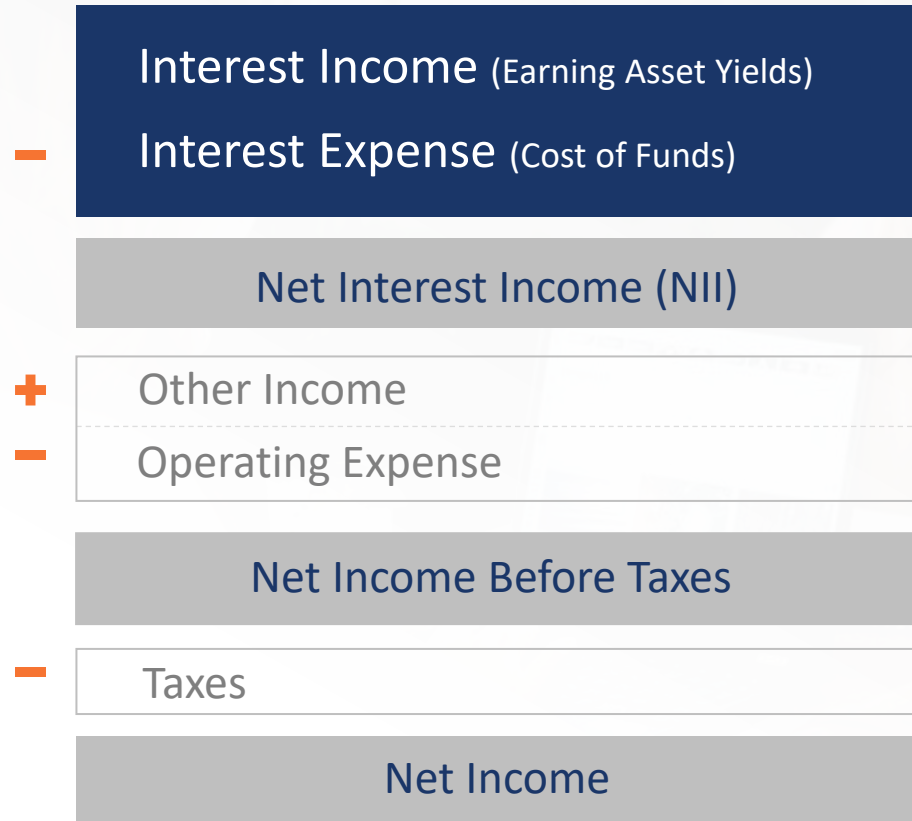 Interest Income (Earning Asset Yields)
- Interest Expense (Cost of Funds)
Net Interest Income (NII)
+ Other Income
- Operating Expense
Net Income Before Taxes
- Taxes
Net Income